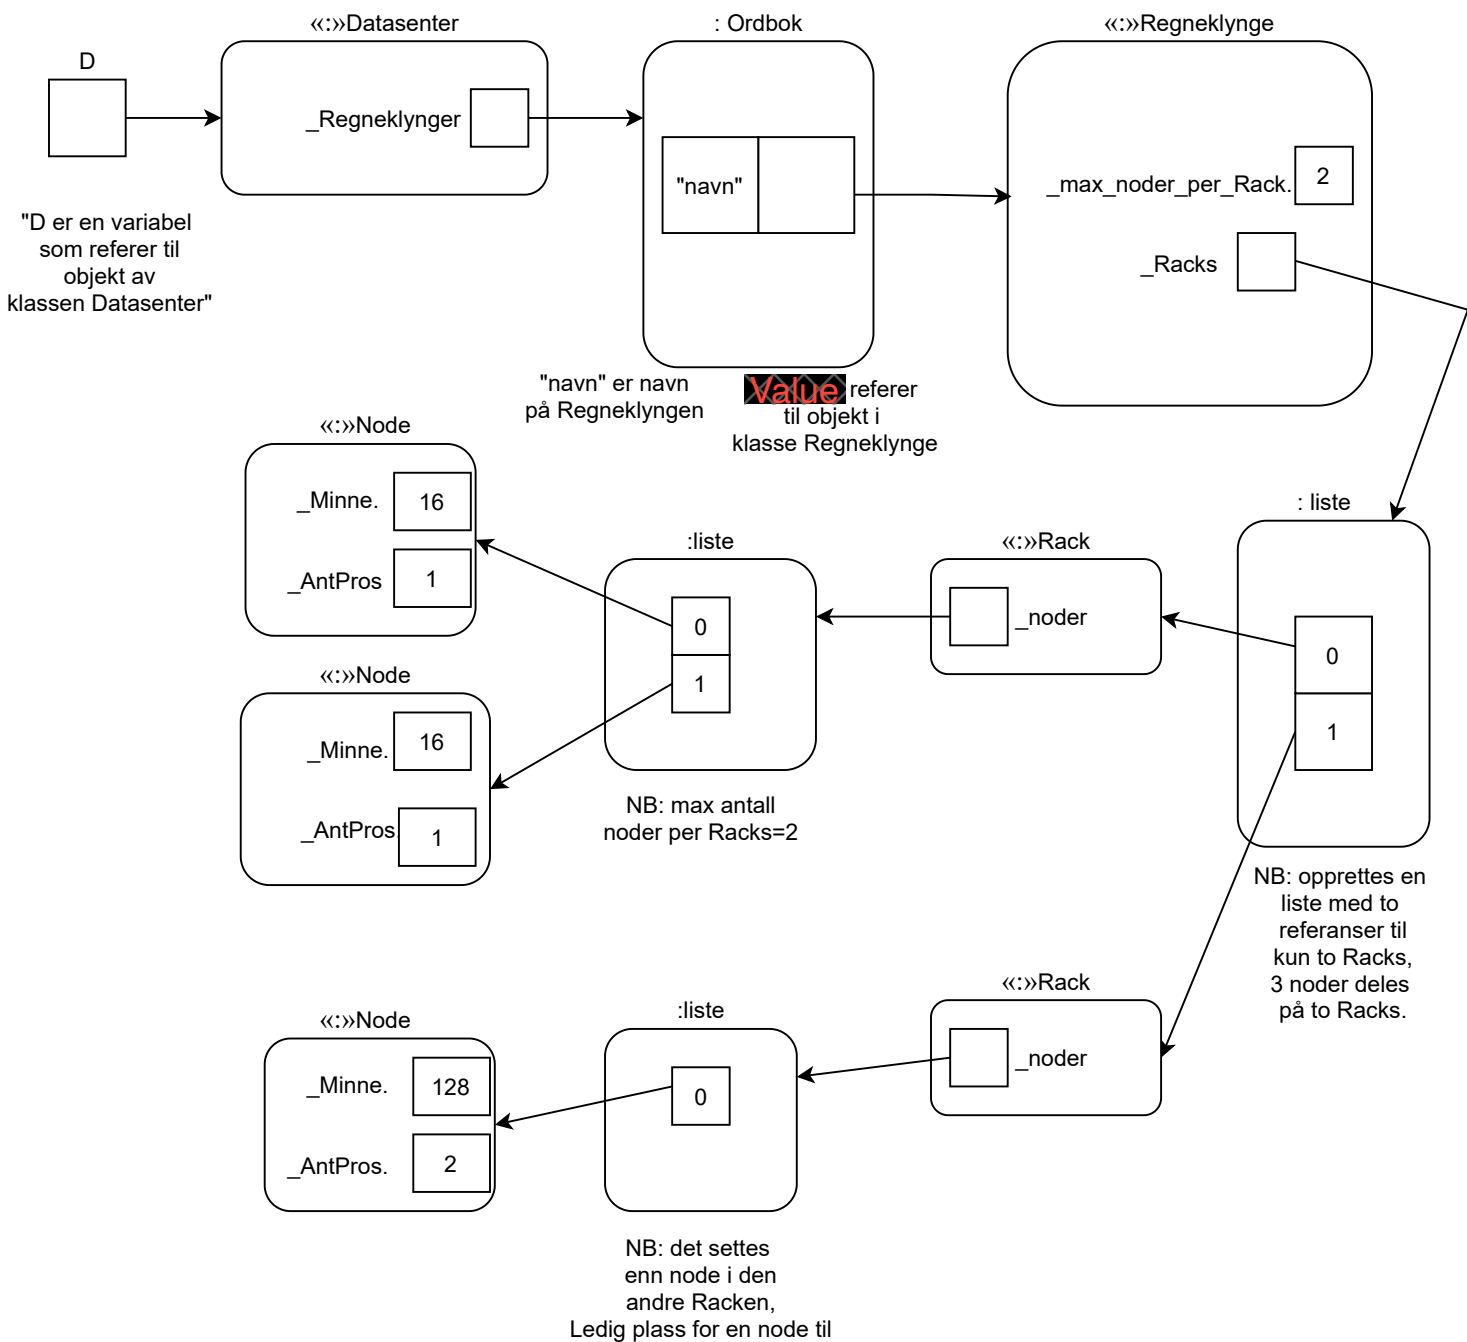 «:»Datasenter
: Ordbok
«:»Regneklynge
D
_Regneklynger
"navn"
_max_noder_per_Rack.
2
_Racks
"D er en variabel
som referer til
objekt av
klassen Datasenter"
"navn" er navn
på Regneklyngen
Value referer
til objekt i
klasse Regneklynge
«:»Node
_Minne.
16
_AntPros
1
:liste
0
1
«:»Rack
_noder
: liste
0
1
«:»Node
_Minne.
16
_AntPros.
1
NB: max antall
noder per Racks=2
NB: opprettes en
liste med to
referanser til
kun to Racks,
3 noder deles
på to Racks.
«:»Node
_Minne.
128
_AntPros.
2
:liste
0
«:»Rack
_noder
NB: det settes
enn node i den
andre Racken,
Ledig plass for en node til